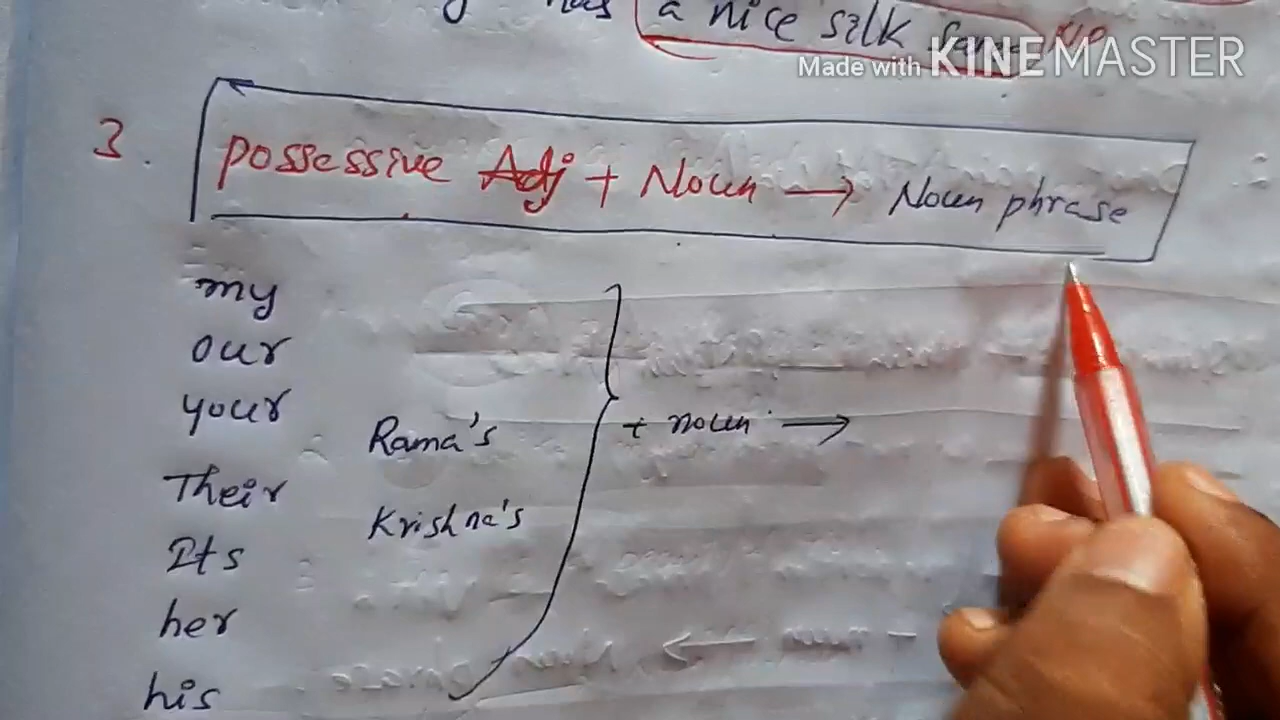 has a nice silk
Made with KINEMASTER
3. Possessive Adj + Noun → Noun phrase
my
our
your
Rama's
+ noun →
Their
Krishna's
Its
her
his